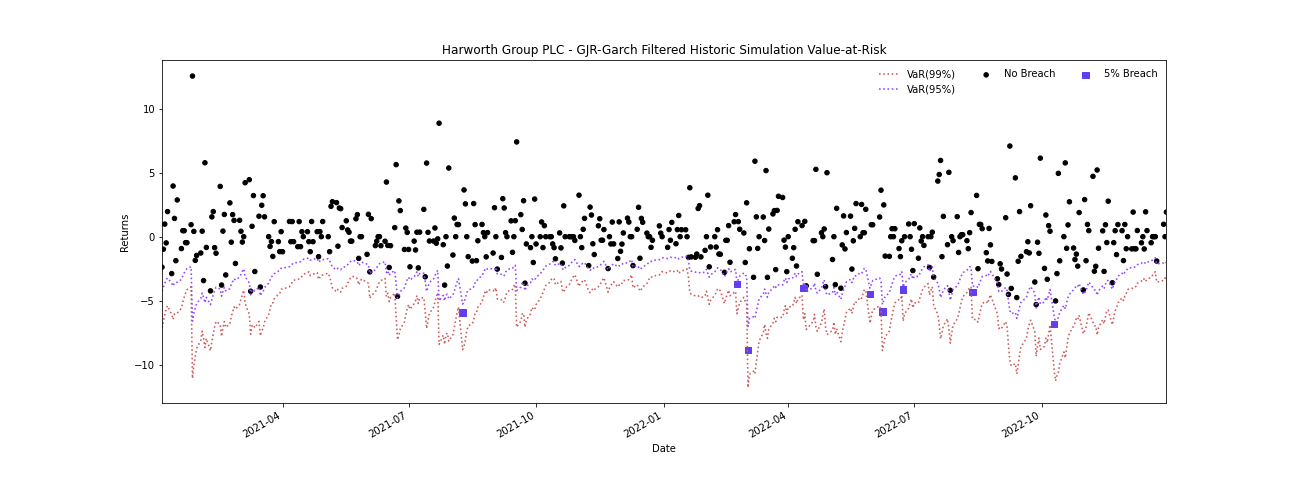 Harworth Group PLC - GJR-Garch Filtered Historic Simulation Value-at-Risk
VaR(99%)
VaR(95%)
No Breach
5% Breach
Returns
10
5
0
−5
−10
2021-04
2021-07
2021-10
2022-01
2022-04
2022-07
2022-10
Date